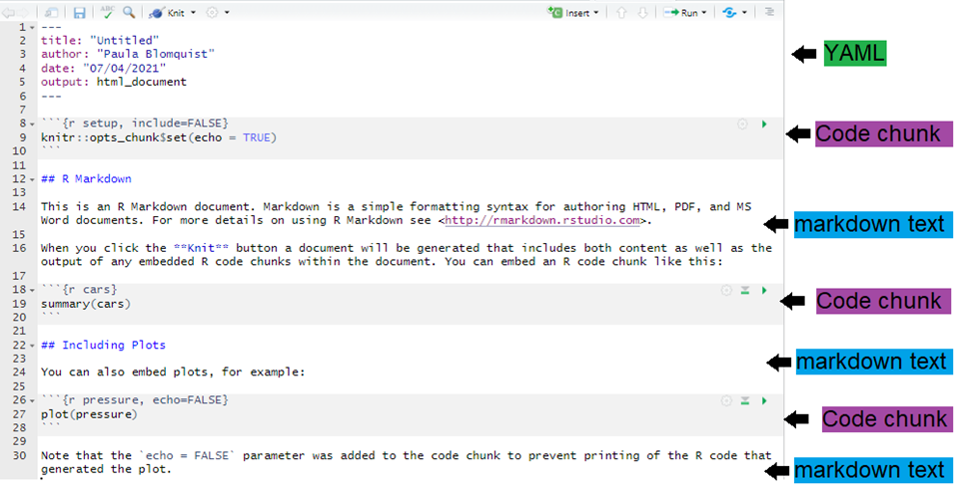 ABC Knit Insert Run
1 ---
2 title: "Untitled"
3 author: "Paula Blomquist"
4 date: "07/04/2021"
5 output: html_document
6 ---
YAML
7
8 ```{r setup, include=FALSE}
9 knitr::opts_chunk$set(echo = TRUE)
10 ```
Code chunk
11
12 ## R Markdown
13
14 This is an R Markdown document. Markdown is a simple formatting syntax for authoring HTML, PDF, and MS
Word documents. For more details on using R Markdown see <http://rmarkdown.rstudio.com>.
markdown text
15
16 When you click the **Knit** button a document will be generated that includes both content as well as the
output of any embedded R code chunks within the document. You can embed an R code chunk like this:
17
18 ```{r cars}
19 summary(cars)
20 ```
Code chunk
21
22 ## Including Plots
23
24 You can also embed plots, for example:
markdown text
25
26 ```{r pressure, echo=FALSE}
27 plot(pressure)
28 ```
Code chunk
29
30 Note that the `echo = FALSE` parameter was added to the code chunk to prevent printing of the R code that
generated the plot.
markdown text